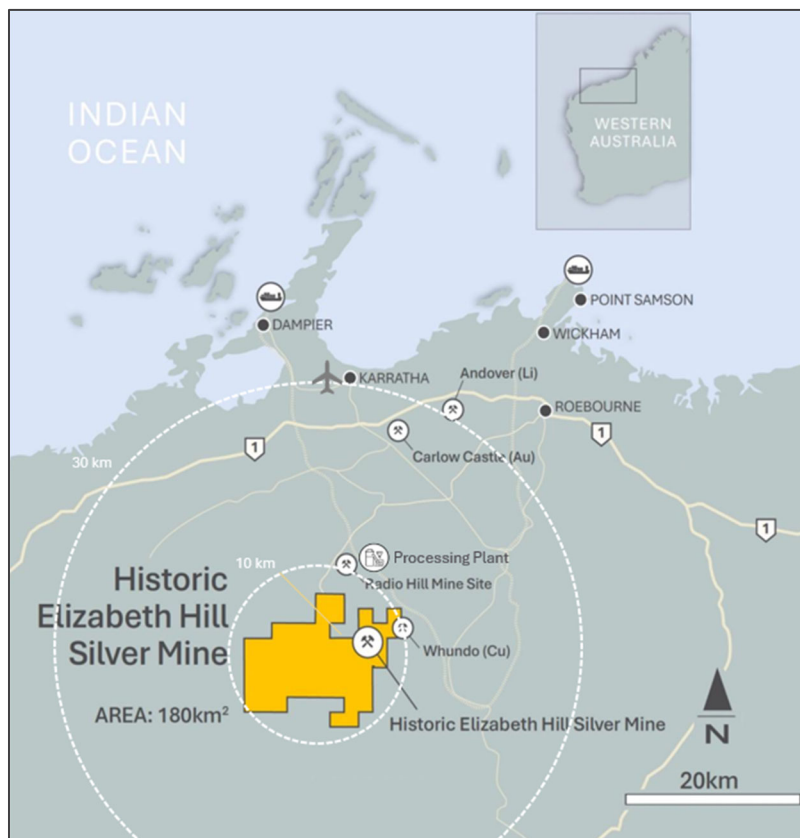 INDIAN
OCEAN
WESTERN
AUSTRALIA
POINT SAMSON
DAMPIER
WICKHAM
Andover (Li)
KARRATHA
ROEBOURNE
1
1
Carlow Castle (Au)
30 km
1
10 km
Processing Plant
Radio Hill Mine Site
Historic
Elizabeth Hill
Silver Mine
Whundo (Cu)
AREA: 180km²
Historic Elizabeth Hill Silver Mine
N
20km